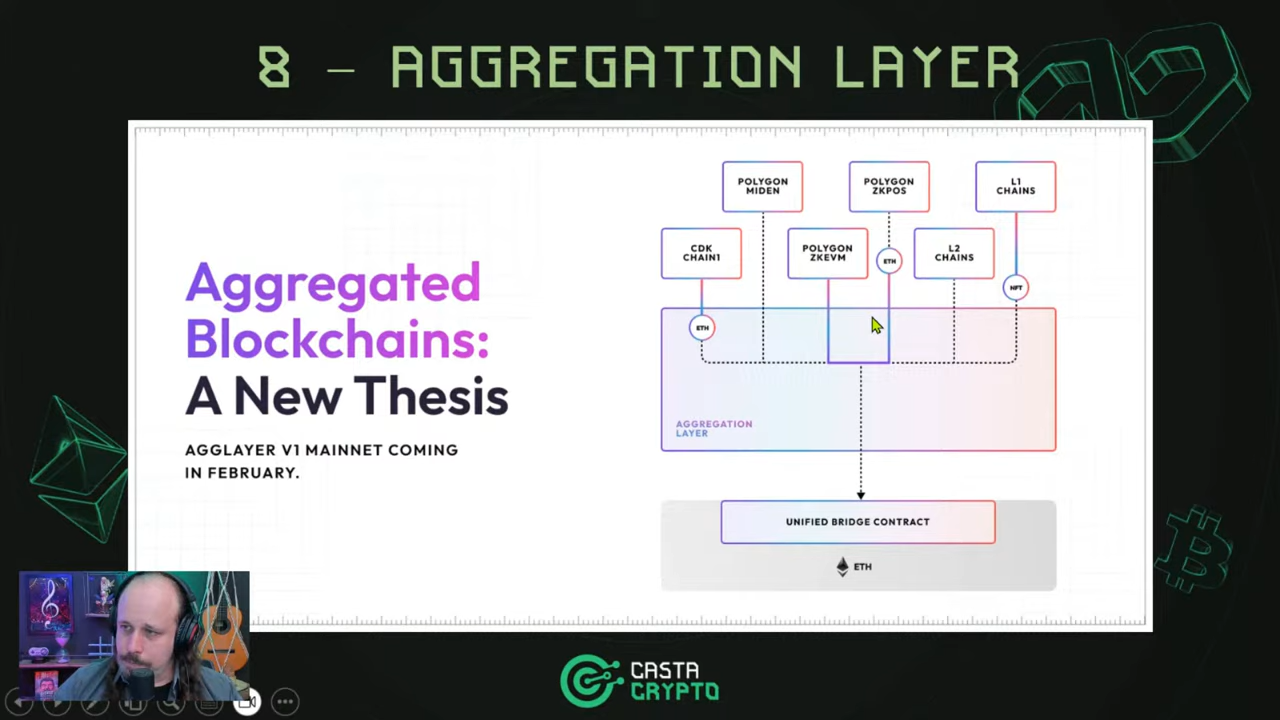 8 - AGGREGATION LAYER
Aggregated
Blockchains:
A New Thesis
AGGLAYER V1 MAINNET COMING
IN FEBRUARY.
POLYGON
MIDEN
POLYGON
ZKPOS
L1
CHAINS
CDK
CHAIN1
POLYGON
ZKEVM
ETH
L2
CHAINS
NFT
ETH
AGGREGATION
LAYER
UNIFIED BRIDGE CONTRACT
ETH
CASTA
CRYPTO